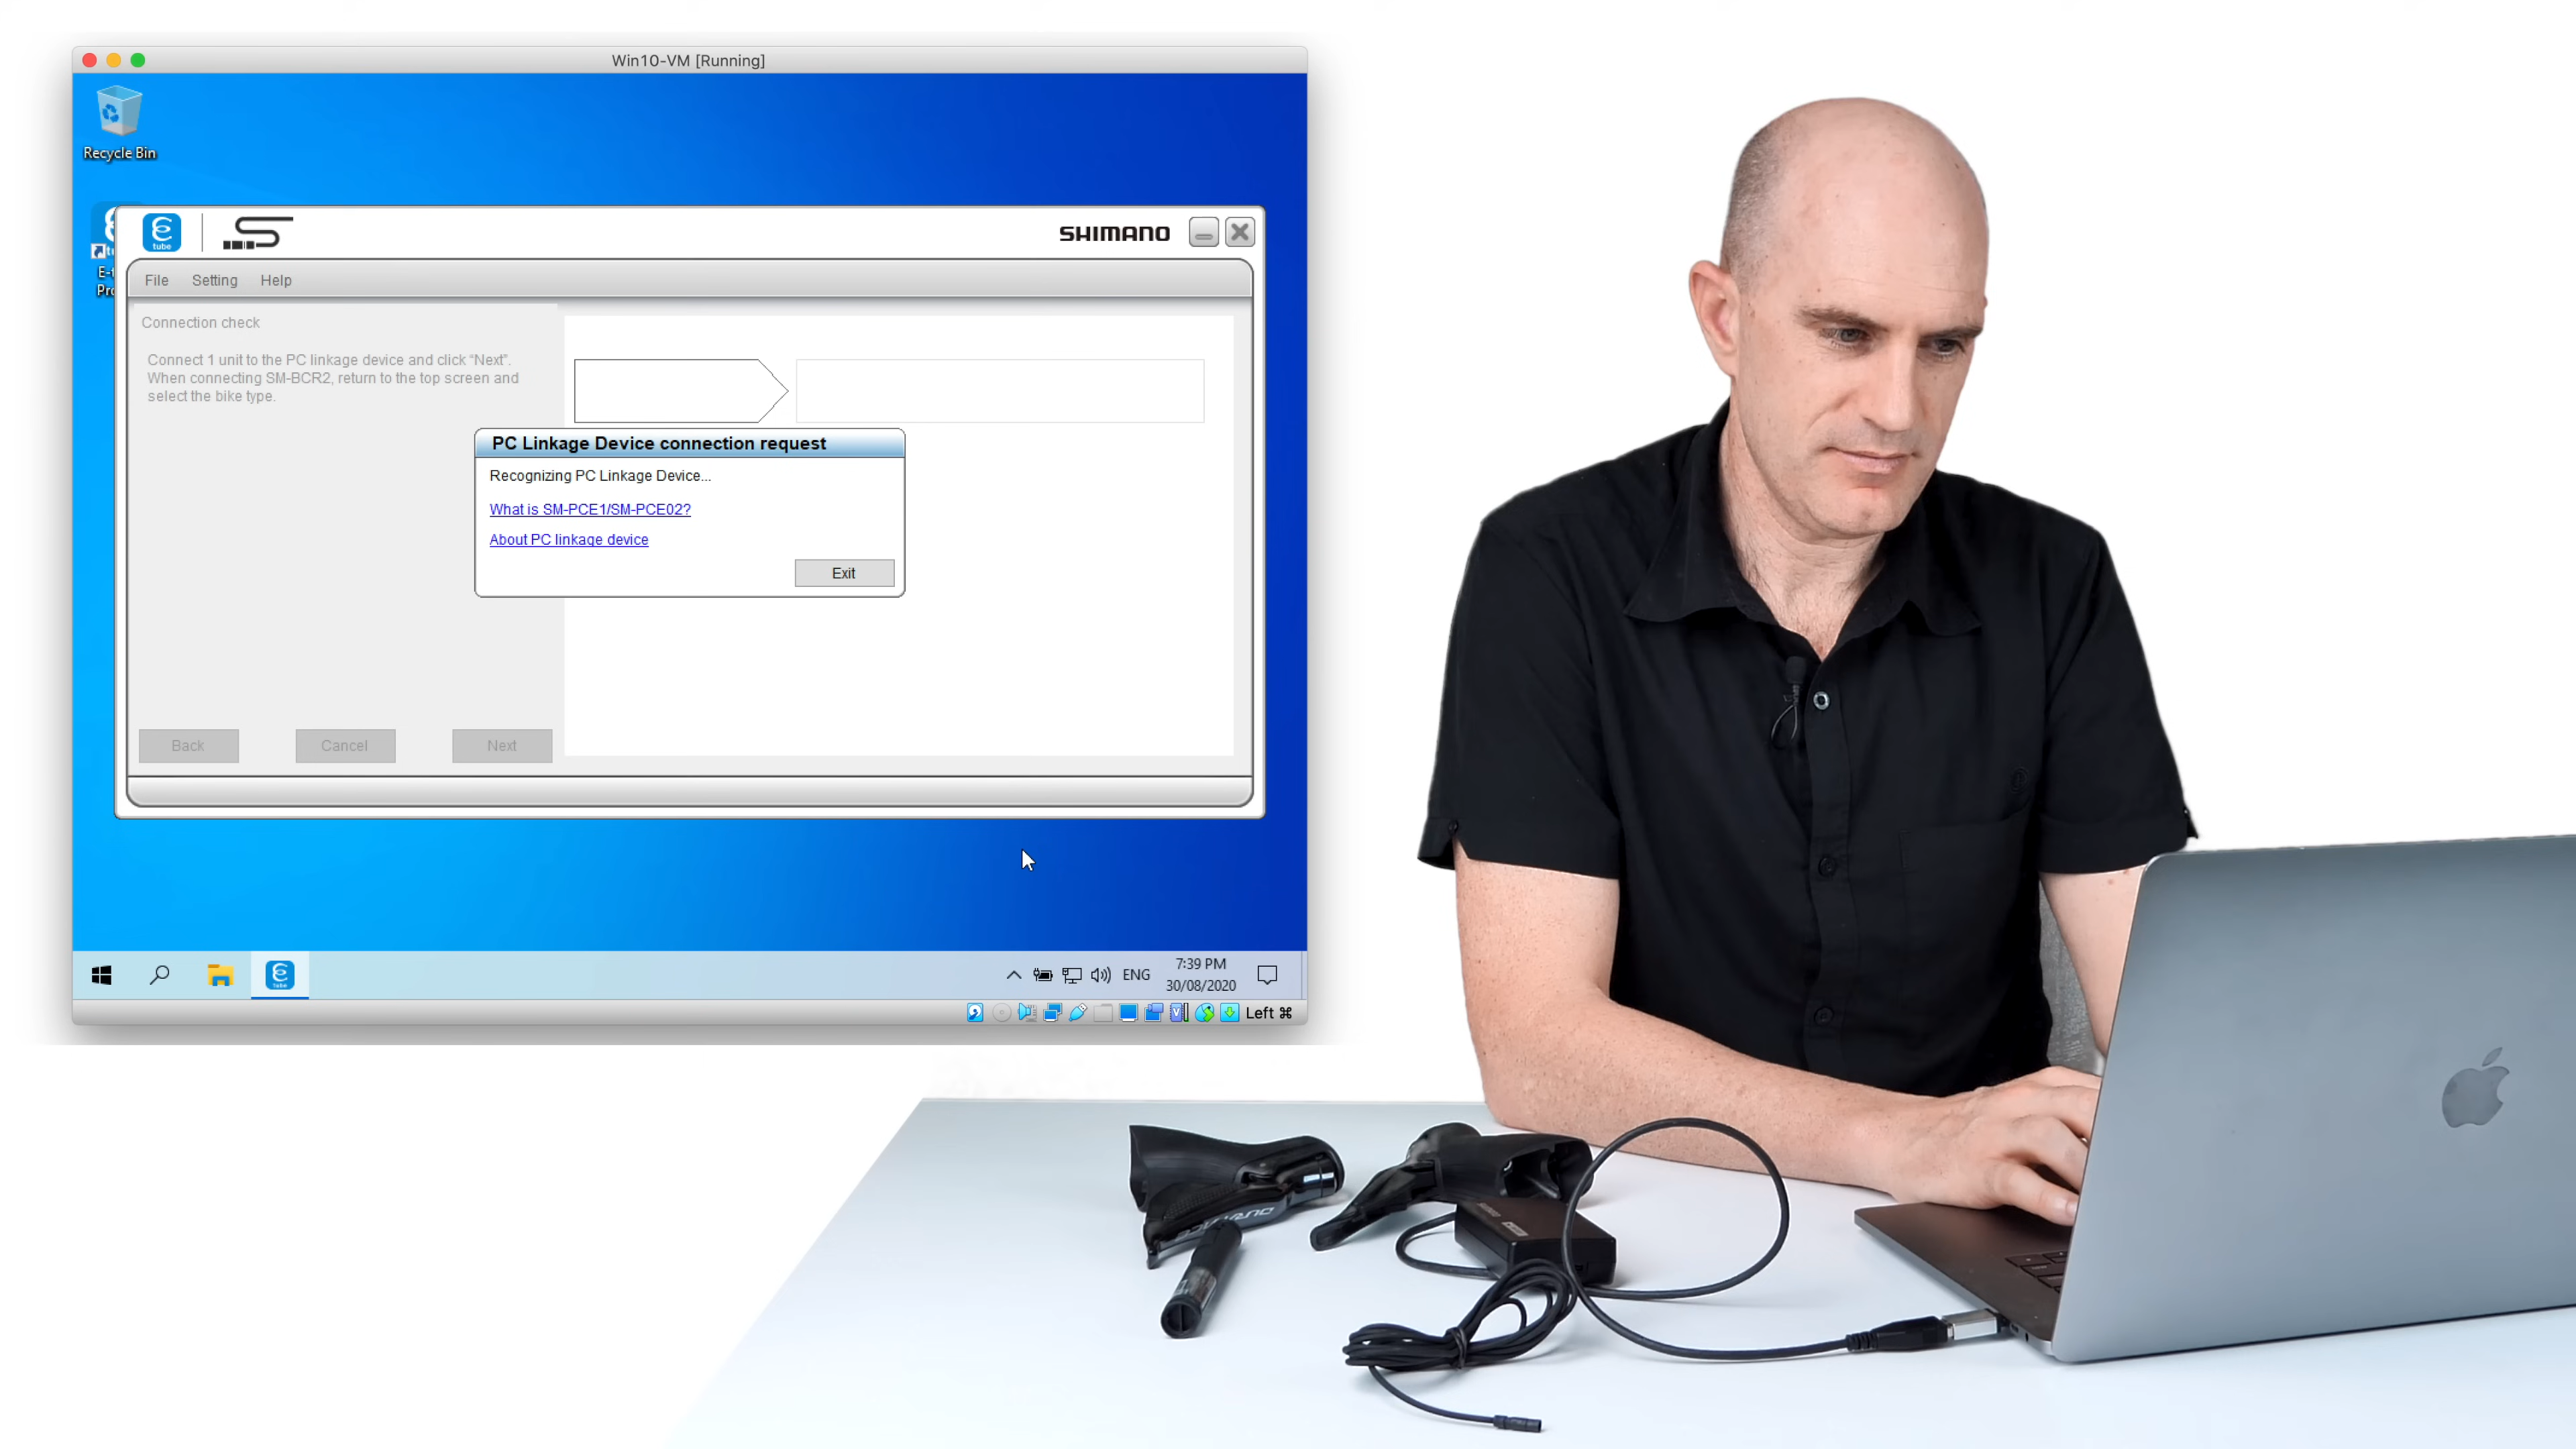 Win10-VM [Running]
Recycle Bin
tube
SHIMANO
File Setting Help
Connection check
Connect 1 unit to the PC linkage device and click “Next”.
When connecting SM-BCR2, return to the top screen and
select the bike type.
PC Linkage Device connection request
Recognizing PC Linkage Device...
What is SM-PCE1/SM-PCE02?
About PC linkage device
Exit
Back Cancel Next
tube
ENG
7:39 PM
30/08/2020
Left ⌘